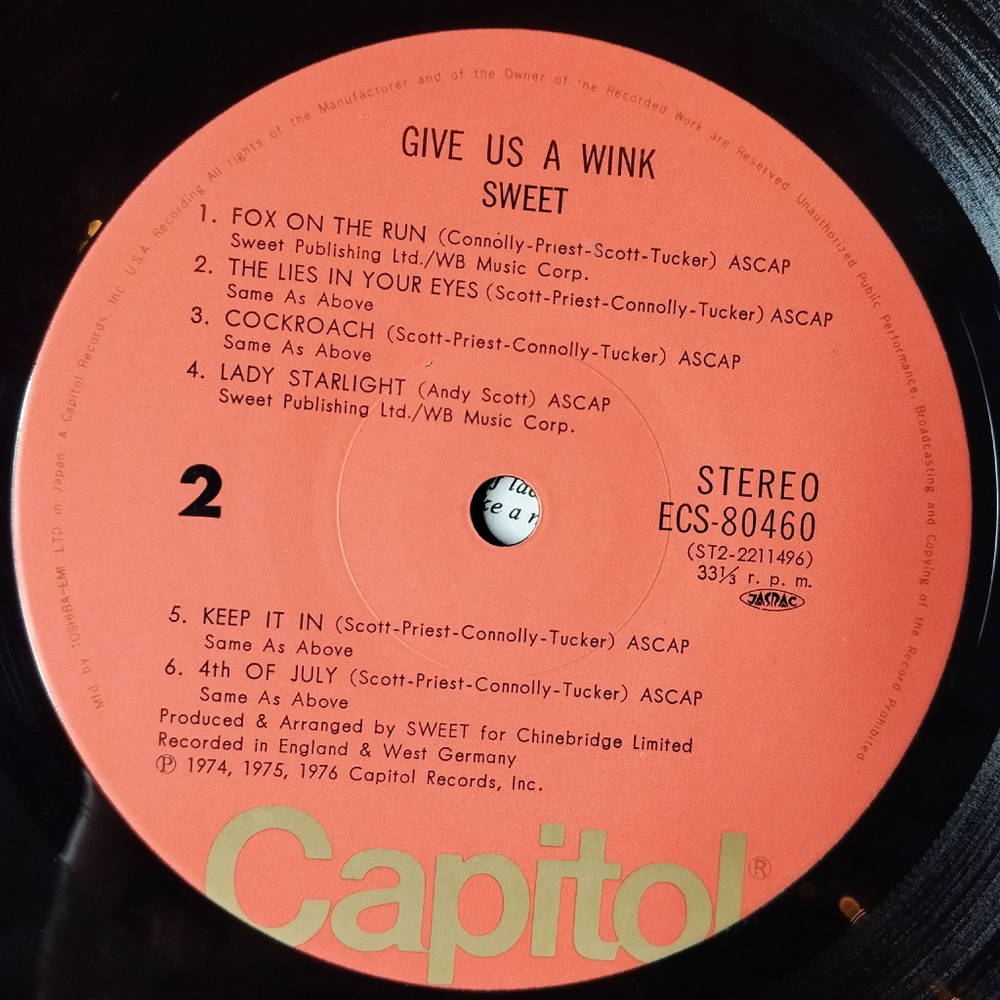 Mfd by TOSHIBA-EMI LTD in Japan A Capitol Records Inc U.S.A. Recording All rights of the Manufacturer and of the Owner of the Recorded Work are Reserved Unauthorized Public Performance, Broadcasting and Copying of the Record Prohibited
GIVE US A WINK
SWEET
1. FOX ON THE RUN (Connolly-Priest-Scott-Tucker) ASCAP
Sweet Publishing Ltd./WB Music Corp.
2. THE LIES IN YOUR EYES (Scott-Priest-Connolly-Tucker) ASCAP
Same As Above
3. COCKROACH (Scott-Priest-Connolly-Tucker) ASCAP
Same As Above
4. LADY STARLIGHT (Andy Scott) ASCAP
Sweet Publishing Ltd./WB Music Corp.
2
STEREO
ECS-80460
(ST2-2211496)
33⅓ r. p. m.
JASRAC
5. KEEP IT IN (Scott-Priest-Connolly-Tucker) ASCAP
Same As Above
6. 4th OF JULY (Scott-Priest-Connolly-Tucker) ASCAP
Same As Above
Produced & Arranged by SWEET for Chinebridge Limited
Recorded in England & West Germany
Ⓟ 1974, 1975, 1976 Capitol Records, Inc.
Capitol®